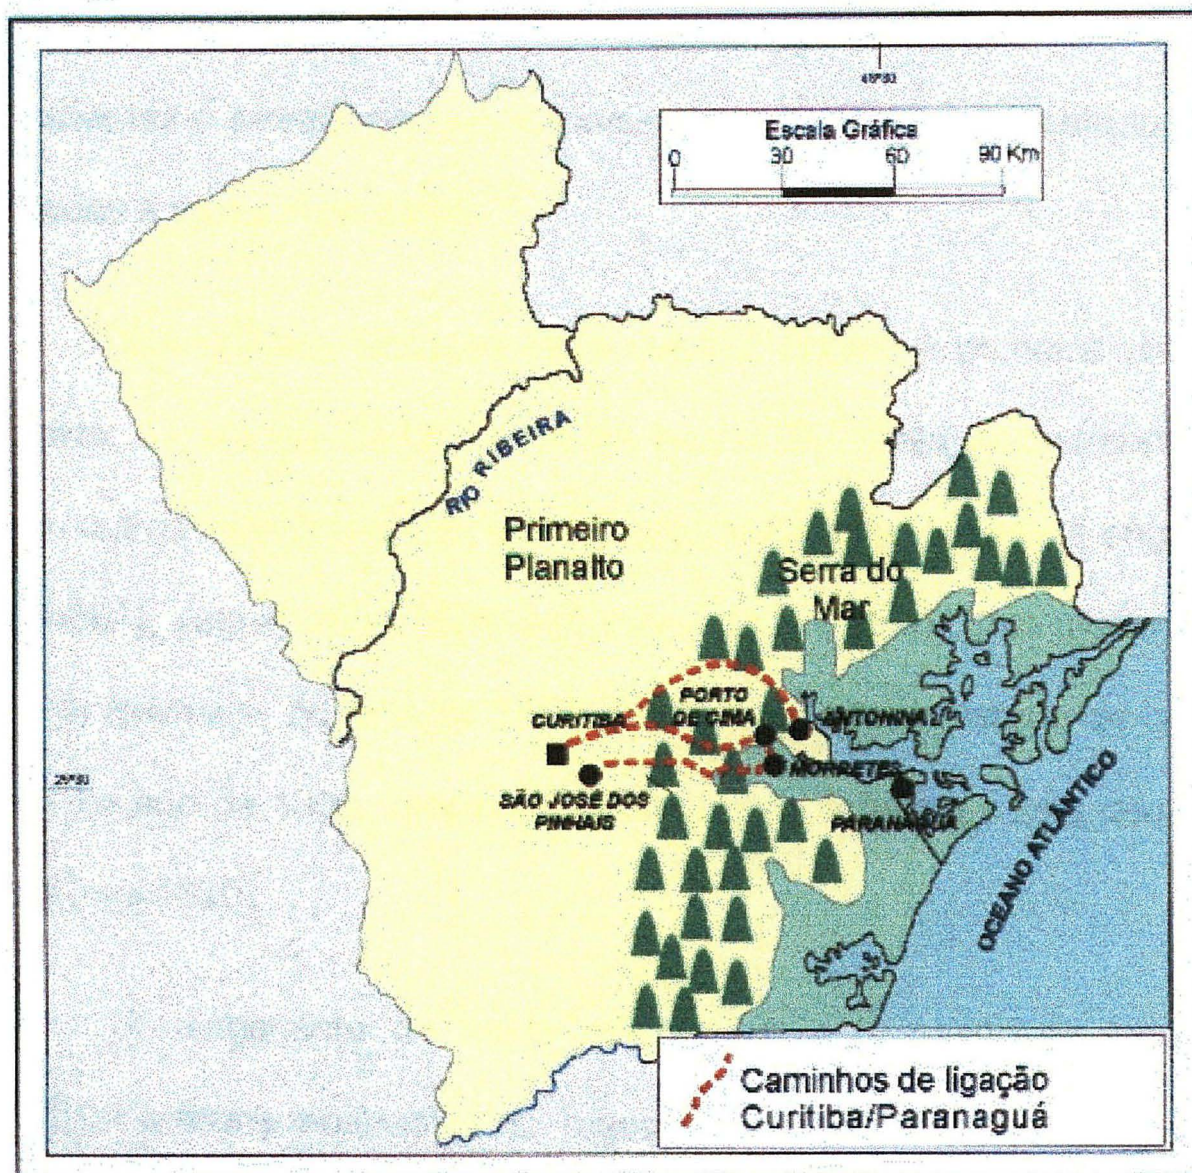 Escala Gráfica
0 30 60 90 Km
RIO RIBEIRA
Primeiro
Planalto
Serra do
Mar
PORTO
DE CIMA
CURITIBA
ANTONINA
MORRETES
SÃO JOSÉ DOS
PINHAIS
PARANAGUÁ
OCEANO ATLÂNTICO
Caminhos de ligação
Curitiba/Paranaguá